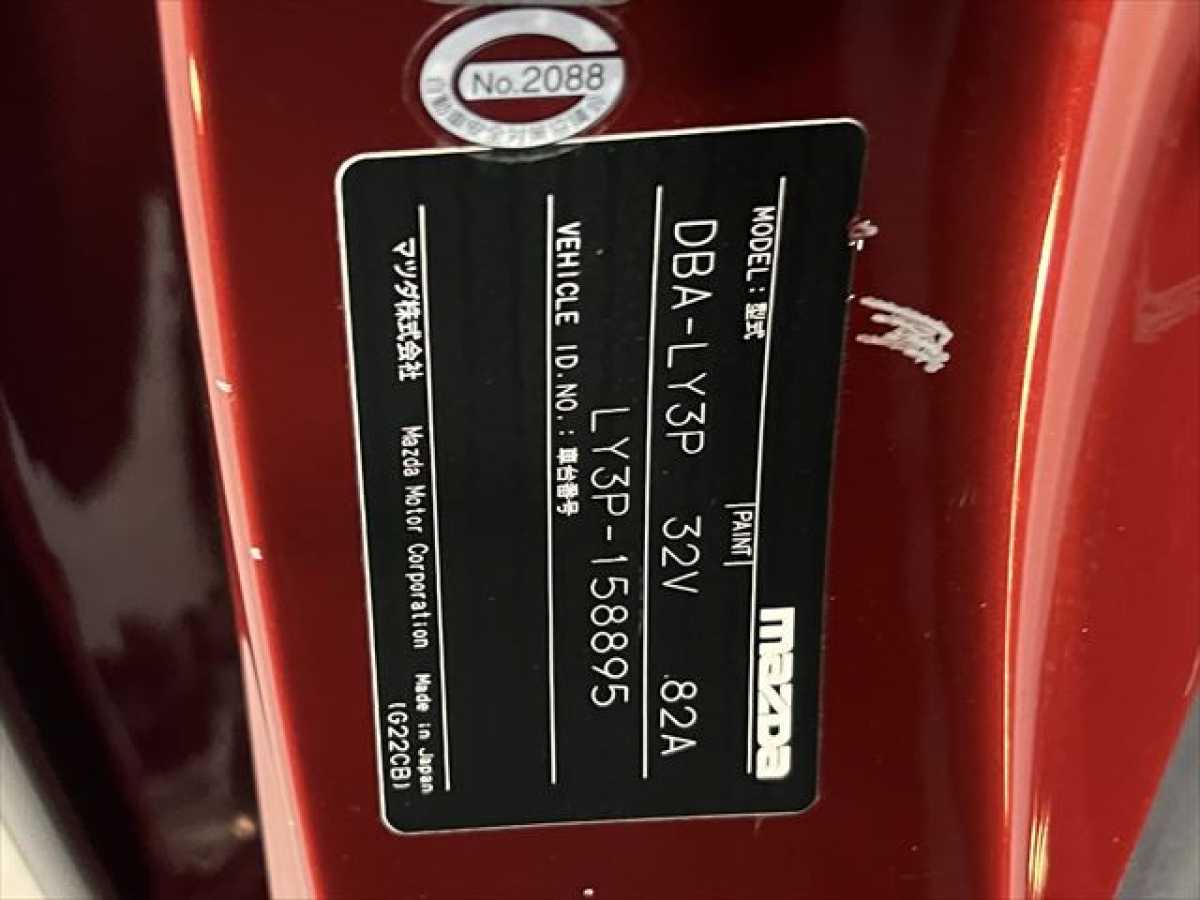 No.2088
mazda
MODEL:型式
PAINT
DBA-LY3P 32V 82A
VEHICLE ID.NO.:車台番号
LY3P-158895
マツダ株式会社 Mazda Motor Corporation Made in Japan
(G22CB)